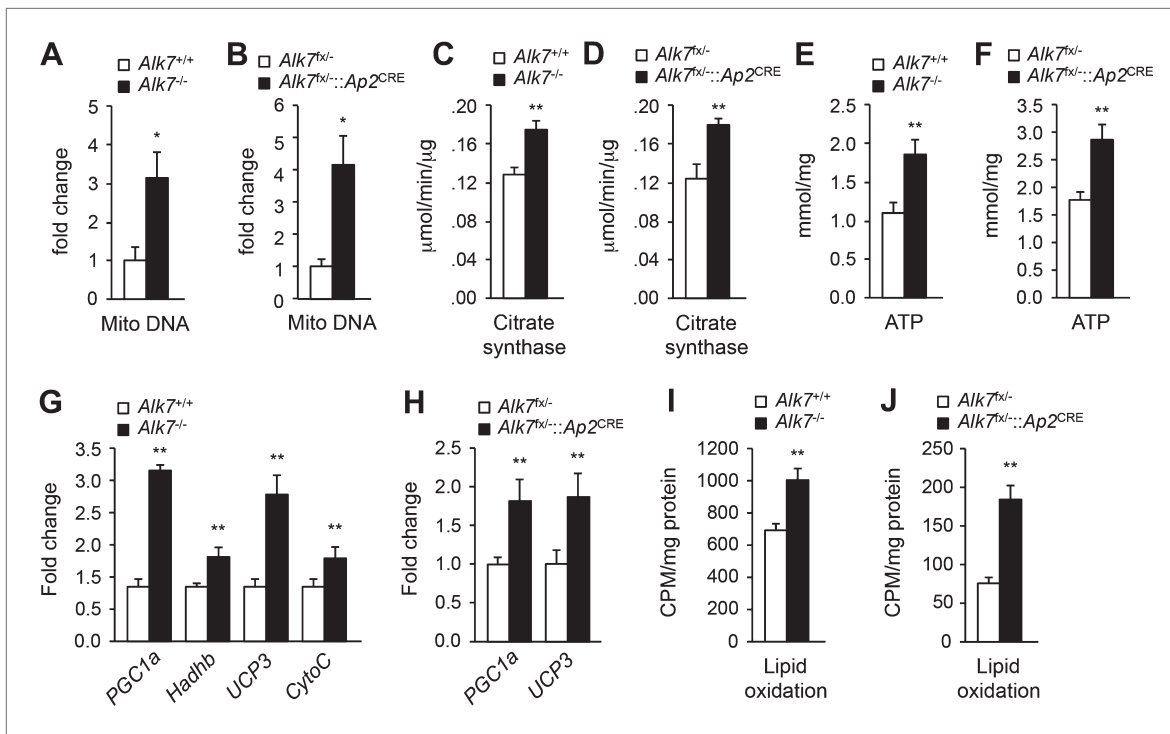 A
Alk7+/+
Alk7-/-
fold change
5
4
3
2
1
0
*
Mito DNA
B
Alk7fx/-
Alk7fx/-::Ap2CRE
fold change
6
5
4
3
2
1
0
*
Mito DNA
C
Alk7+/+
Alk7-/-
μmol/min/μg
.20
.16
.12
.08
.04
.00
**
Citrate
synthase
D
Alk7fx/-
Alk7fx/-::Ap2CRE
μmol/min/μg
.20
.16
.12
.08
.04
.00
**
Citrate
synthase
E
Alk7+/+
Alk7-/-
mmol/mg
2.5
2.0
1.5
1.0
0.5
0.0
**
ATP
F
Alk7fx/-
Alk7fx/-::Ap2CRE
mmol/mg
3.5
3.0
2.5
2.0
1.5
1.0
0.5
0.0
**
ATP
G
Alk7+/+
Alk7-/-
Fold change
3.5
3.0
2.5
1.8
1.5
0.5
0.0
**
**
**
**
PGC1a
Hadhb
UCP3
CytoC
H
Alk7fx/-
Alk7fx/-::Ap2CRE
Fold change
2.5
2.0
1.5
1.0
0.5
0.0
**
**
PGC1a
UCP3
I
Alk7+/+
Alk7-/-
CPM/mg protein
1200
1000
800
600
400
200
0
**
Lipid
oxidation
J
Alk7fx/-
Alk7fx/-::Ap2CRE
CPM/mg protein
250
200
150
100
50
0
**
Lipid
oxidation